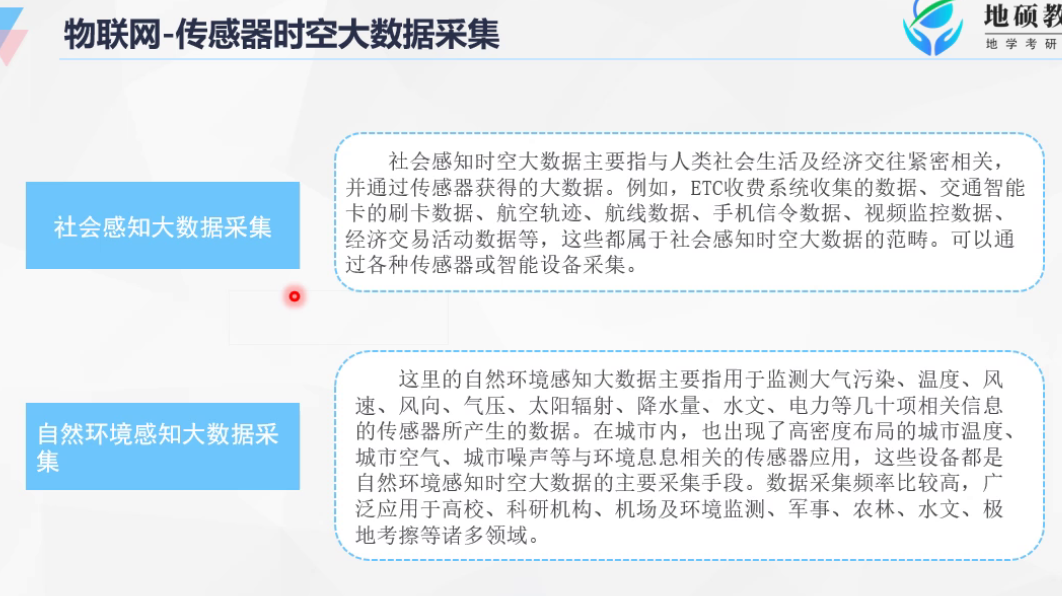 物联网-传感器时空大数据采集
地硕教
地学考研
社会感知大数据采集
社会感知时空大数据主要指与人类社会生活及经济交往紧密相关，
并通过传感器获得的大数据。例如，ETC收费系统收集的数据、交通智能
卡的刷卡数据、航空轨迹、航线数据、手机信令数据、视频监控数据、
经济交易活动数据等，这些都属于社会感知时空大数据的范畴。可以通
过各种传感器或智能设备采集。
自然环境感知大数据采
集
这里的自然环境感知大数据主要指用于监测大气污染、温度、风
速、风向、气压、太阳辐射、降水量、水文、电力等几十项相关信息
的传感器所产生的数据。在城市内，也出现了高密度布局的城市温度、
城市空气、城市噪声等与环境息息相关的传感器应用，这些设备都是
自然环境感知时空大数据的主要采集手段。数据采集频率比较高，广
泛应用于高校、科研机构、机场及环境监测、军事、农林、水文、极
地考擦等诸多领域。